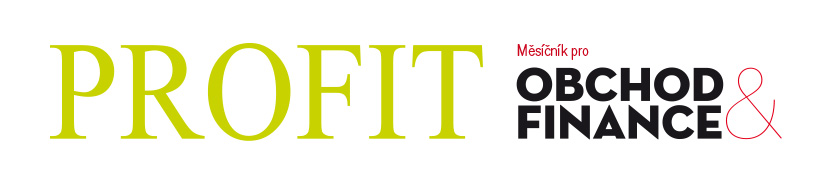 PROFIT
Měsíčník pro
OBCHOD &
FINANCE